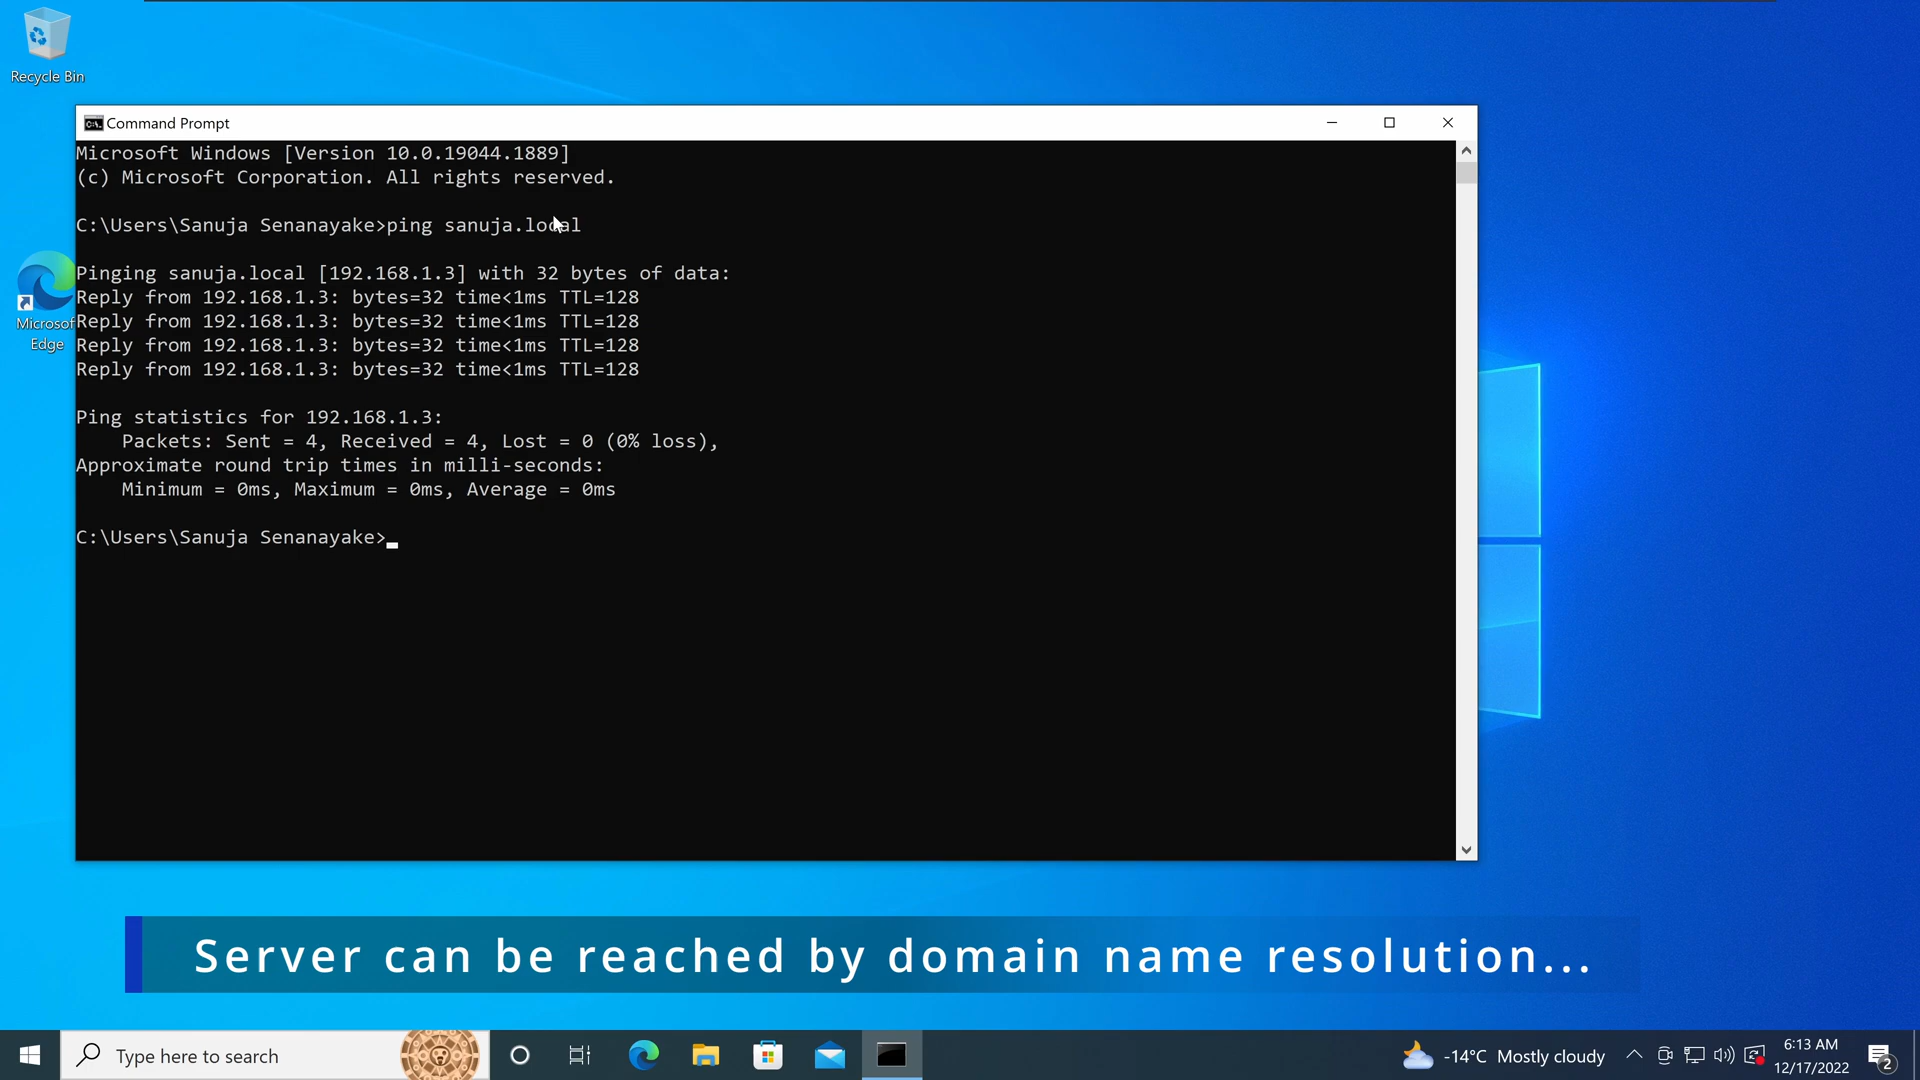 Recycle Bin
Command Prompt
Microsoft Windows [Version 10.0.19044.1889]
(c) Microsoft Corporation. All rights reserved.
C:\Users\Sanuja Senanayake>ping sanuja.local
Pinging sanuja.local [192.168.1.3] with 32 bytes of data:
Reply from 192.168.1.3: bytes=32 time<1ms TTL=128
Reply from 192.168.1.3: bytes=32 time<1ms TTL=128
Reply from 192.168.1.3: bytes=32 time<1ms TTL=128
Reply from 192.168.1.3: bytes=32 time<1ms TTL=128
Ping statistics for 192.168.1.3:
    Packets: Sent = 4, Received = 4, Lost = 0 (0% loss),
Approximate round trip times in milli-seconds:
    Minimum = 0ms, Maximum = 0ms, Average = 0ms
C:\Users\Sanuja Senanayake>
Microsof
Edge
Server can be reached by domain name resolution...
Type here to search
-14°C Mostly cloudy
6:13 AM
12/17/2022
2